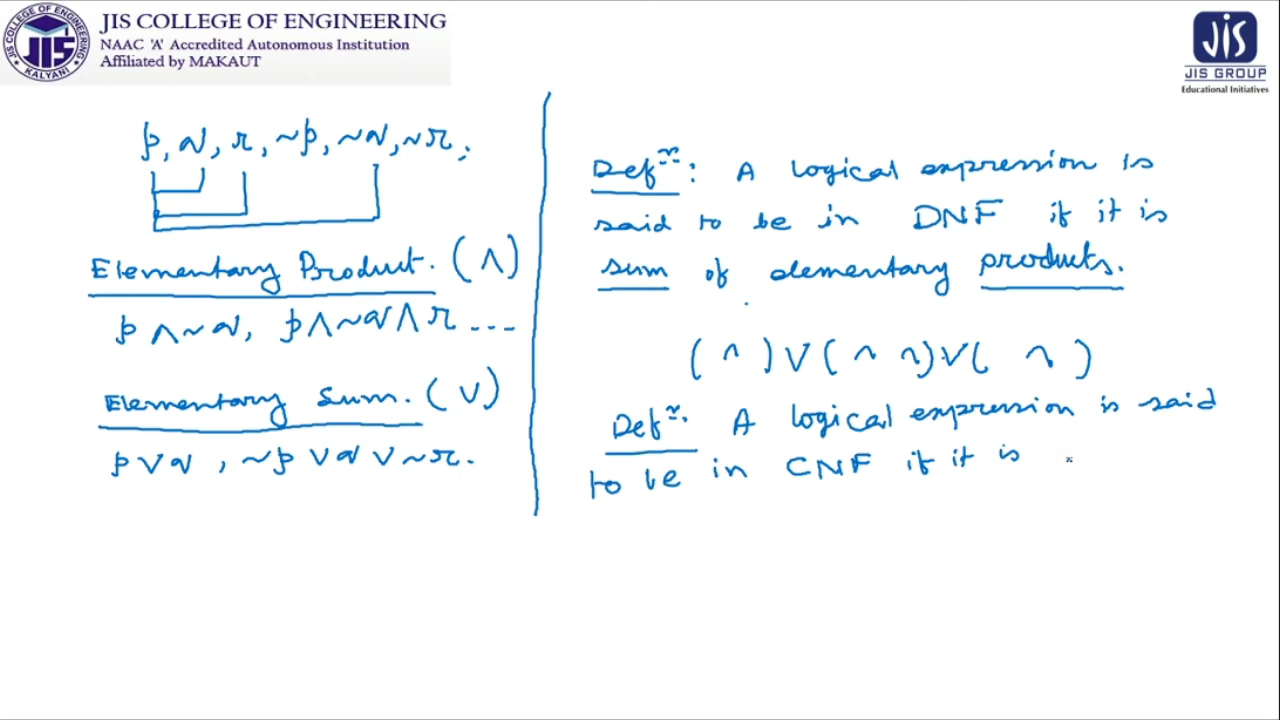 JIS COLLEGE OF ENGINEERING
NAAC 'A' Accredited Autonomous Institution
Affiliated by MAKAUT
JIS COLLEGE OF ENGINEERING
JIS
KALYANI
JIS
JIS GROUP
Educational Initiatives
p, q, r, ~p, ~q, ~r;
Elementary Product. (∧)
p ∧ ~q, p ∧ ~q ∧ r ---
Elementary Sum. (∨)
p ∨ q, ~p ∨ q ∨ ~r.
Defⁿ: A logical expression is
said to be in DNF if it is
sum of elementary products.
( ∧ ) ∨ ( ∧ ∧ ) ∨ ( ∧ )
Defⁿ. A logical expression is said
to be in CNF if it is